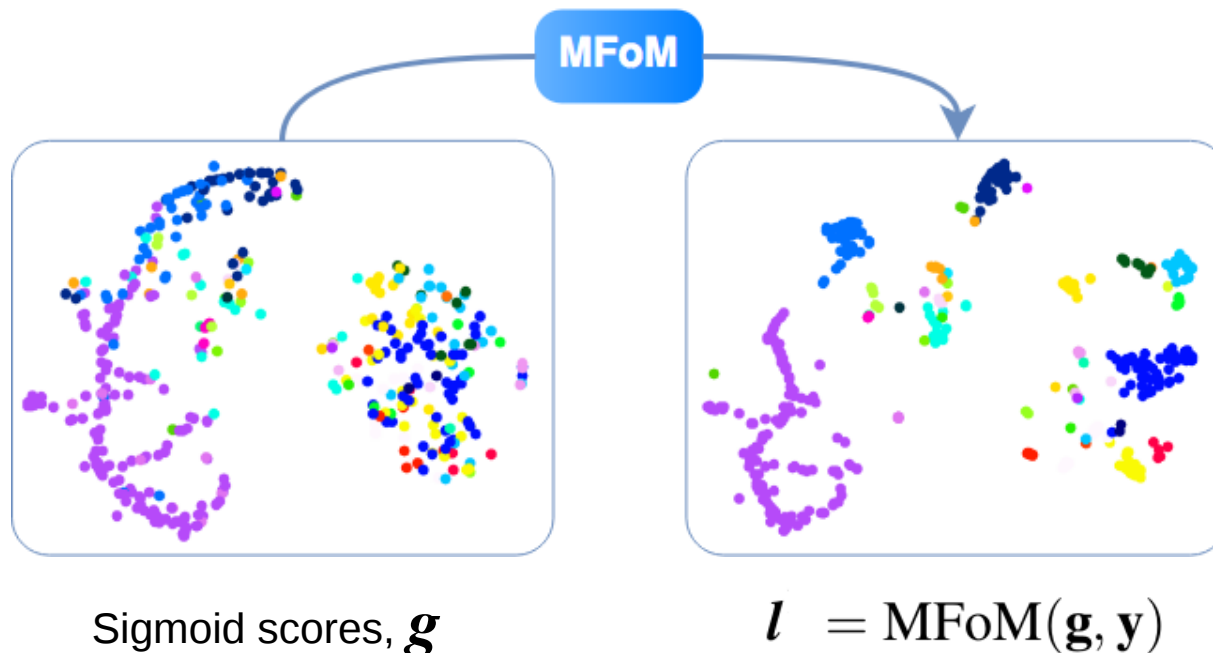 MFoM
Sigmoid scores, g
l = MFoM(g, y)